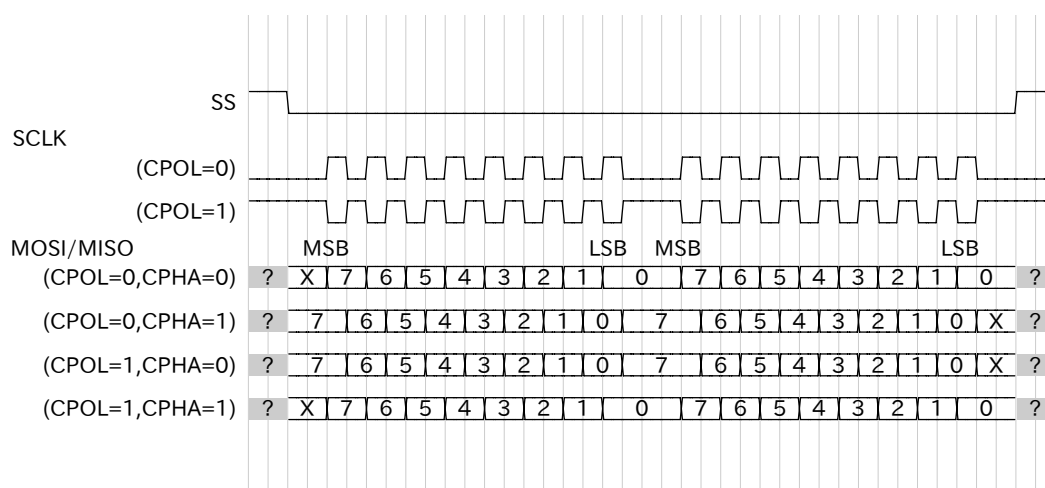 SS
SCLK
(CPOL=0)
(CPOL=1)
MOSI/MISO MSB LSB MSB LSB
(CPOL=0,CPHA=0) ? X 7 6 5 4 3 2 1 0 7 6 5 4 3 2 1 0 ?
(CPOL=0,CPHA=1) ? 7 6 5 4 3 2 1 0 7 6 5 4 3 2 1 0 X ?
(CPOL=1,CPHA=0) ? 7 6 5 4 3 2 1 0 7 6 5 4 3 2 1 0 X ?
(CPOL=1,CPHA=1) ? X 7 6 5 4 3 2 1 0 7 6 5 4 3 2 1 0 ?